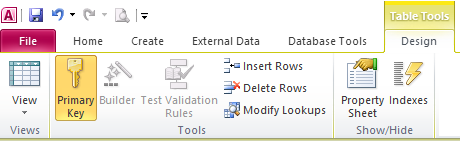 A
Table Tools
File Home Create External Data Database Tools Design
View
Views
Primary Key
Builder
Test Validation Rules
Insert Rows
Delete Rows
Modify Lookups
Tools
Property Sheet
Indexes
Show/Hide